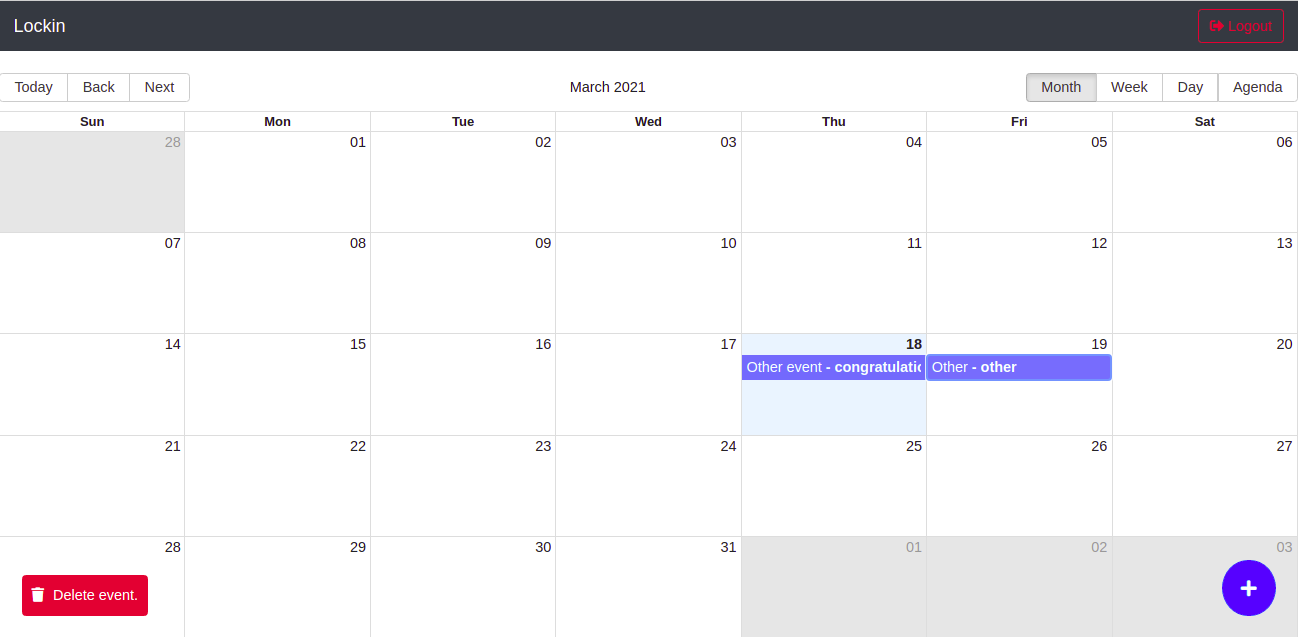 Lockin Logout
Today Back Next March 2021 Month Week Day Agenda
Sun Mon Tue Wed Thu Fri Sat
28 01 02 03 04 05 06
07 08 09 10 11 12 13
14 15 16 17 18 19 20
Other event - congratulatic Other - other
21 22 23 24 25 26 27
28 29 30 31 01 02 03
Delete event. +